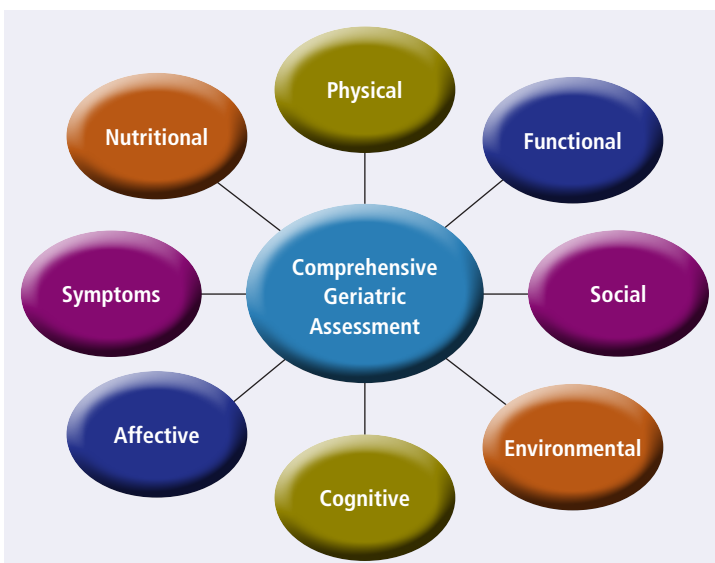 Physical
Nutritional
Functional
Comprehensive
Geriatric
Assessment
Symptoms
Social
Affective
Environmental
Cognitive